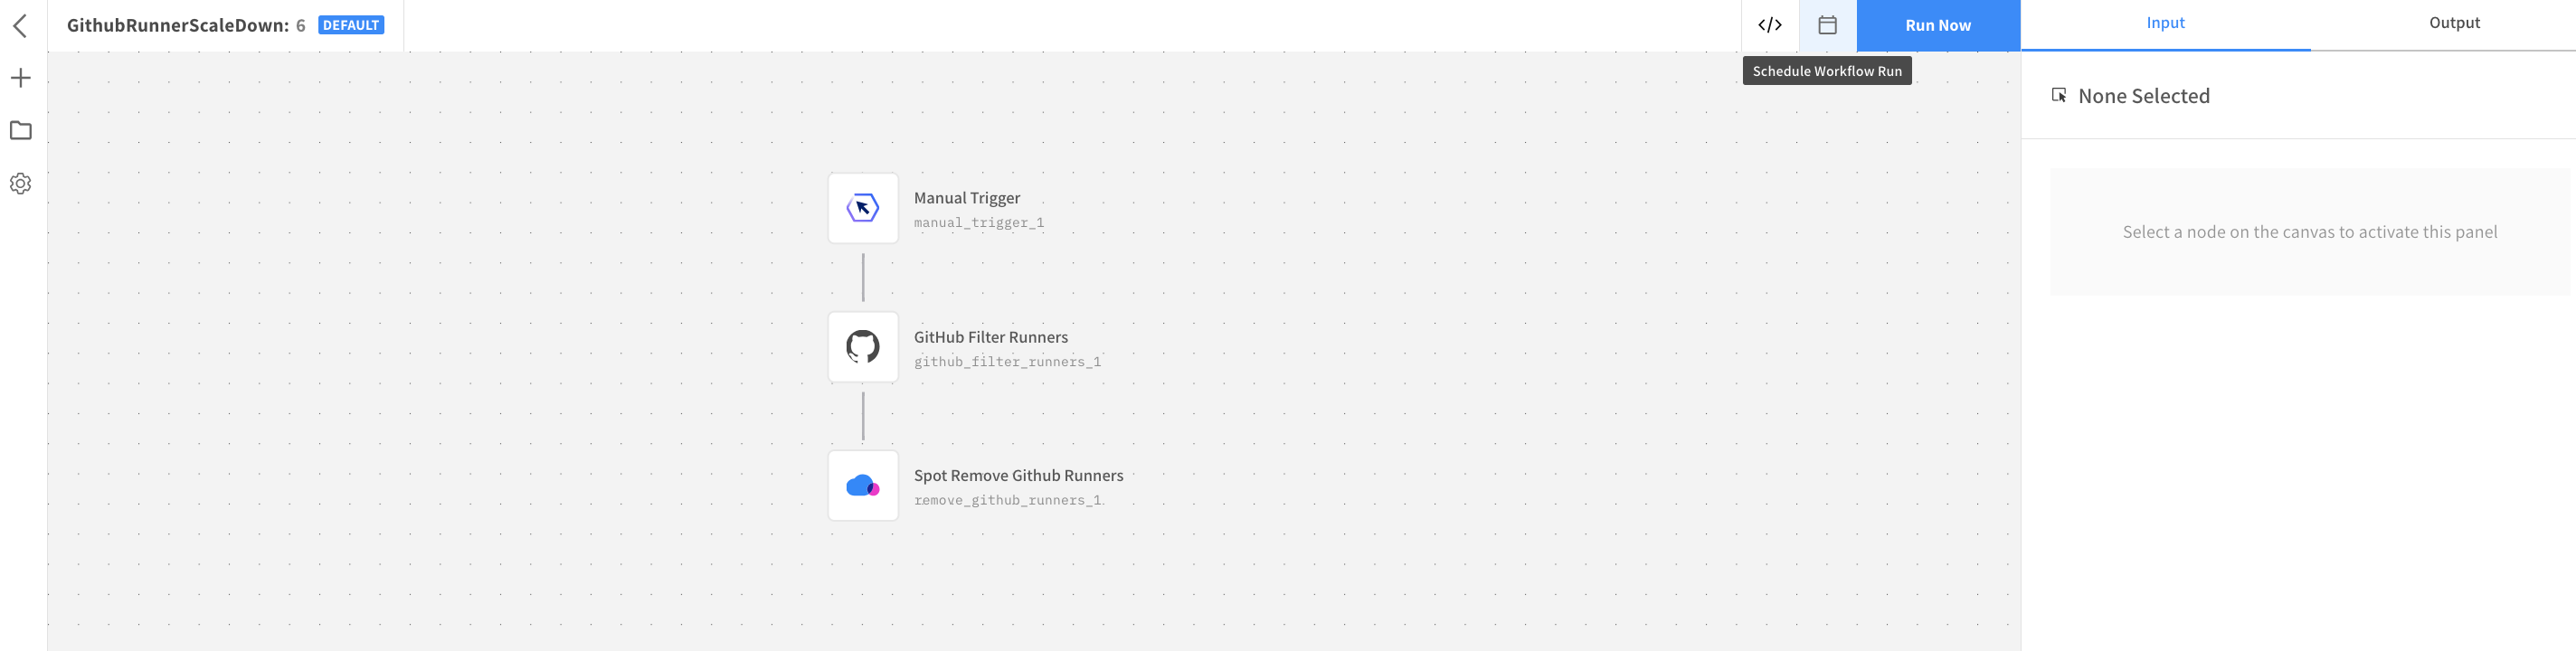 GithubRunnerScaleDown: 6 DEFAULT
</> Run Now
Input Output
Schedule Workflow Run
None Selected
Manual Trigger
manual_trigger_1
Select a node on the canvas to activate this panel
GitHub Filter Runners
github_filter_runners_1
Spot Remove Github Runners
remove_github_runners_1